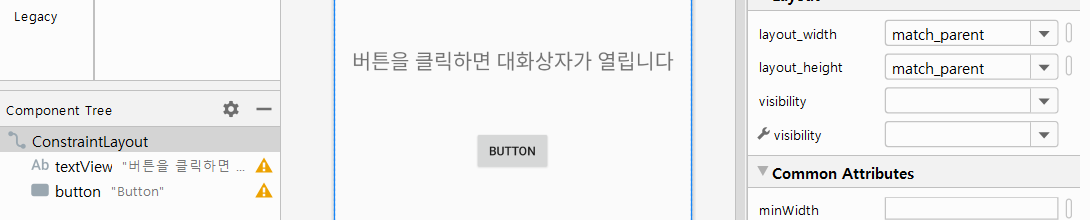 Legacy
Component Tree
ConstraintLayout
Ab textView "버튼을 클릭하면 ...
button "Button"
버튼을 클릭하면 대화상자가 열립니다
BUTTON
Layout
layout_width match_parent
layout_height match_parent
visibility
visibility
Common Attributes
minWidth